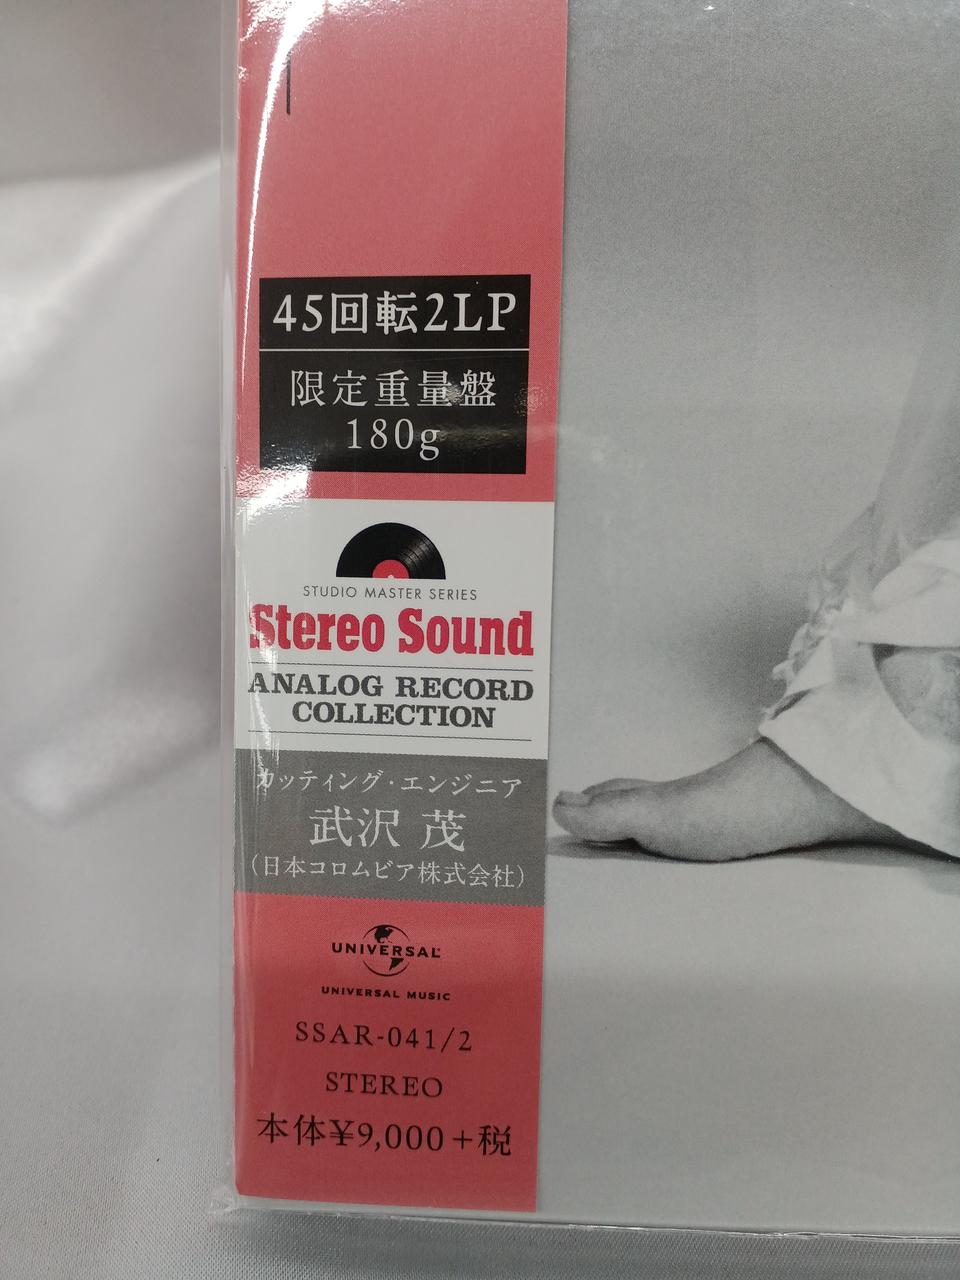 45回転2LP
限定重量盤
180g
STUDIO MASTER SERIES
Stereo Sound
ANALOG RECORD
COLLECTION
カッティング・エンジニア
武沢 茂
（日本コロムビア株式会社）
UNIVERSAL
UNIVERSAL MUSIC
SSAR-041/2
STEREO
本体¥9,000+税